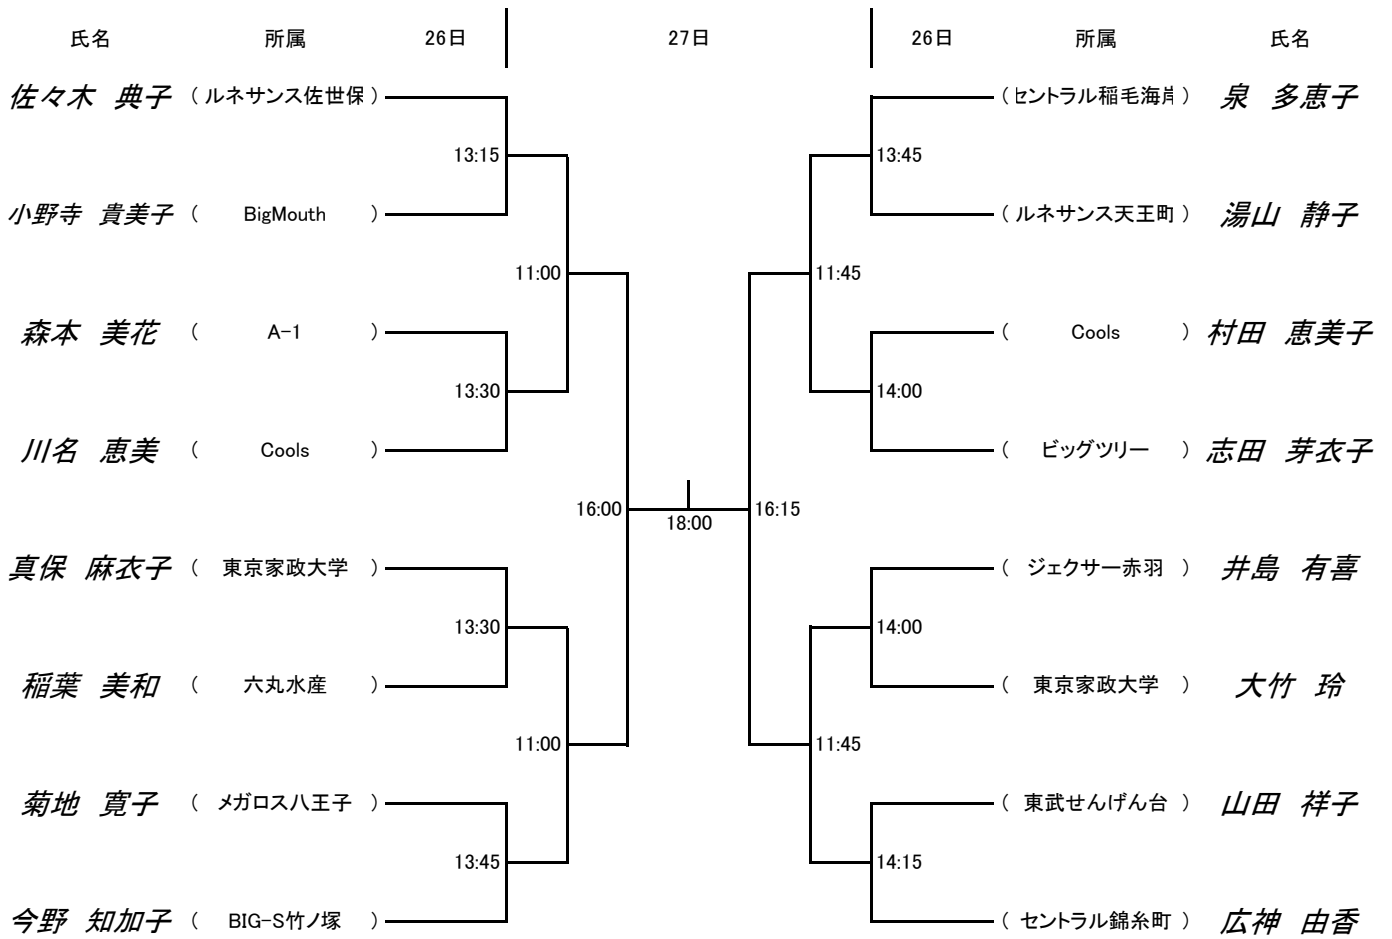 氏名 所属 26日 27日 26日 所属 氏名
佐々木 典子 ( ルネサンス佐世保 ) ( セントラル稲毛海岸 ) 泉 多恵子
13:15 13:45
小野寺 貴美子 ( BigMouth ) ( ルネサンス天王町 ) 湯山 静子
11:00 11:45
森本 美花 ( A-1 ) ( Cools ) 村田 恵美子
13:30 14:00
川名 恵美 ( Cools ) ( ビッグツリー ) 志田 芽衣子
16:00 18:00 16:15
真保 麻衣子 ( 東京家政大学 ) ( ジェクサー赤羽 ) 井島 有喜
13:30 14:00
稲葉 美和 ( 六丸水産 ) ( 東京家政大学 ) 大竹 玲
11:00 11:45
菊地 寛子 ( メガロス八王子 ) ( 東武せんげん台 ) 山田 祥子
13:45 14:15
今野 知加子 ( BIG-S竹ノ塚 ) ( セントラル錦糸町 ) 広神 由香